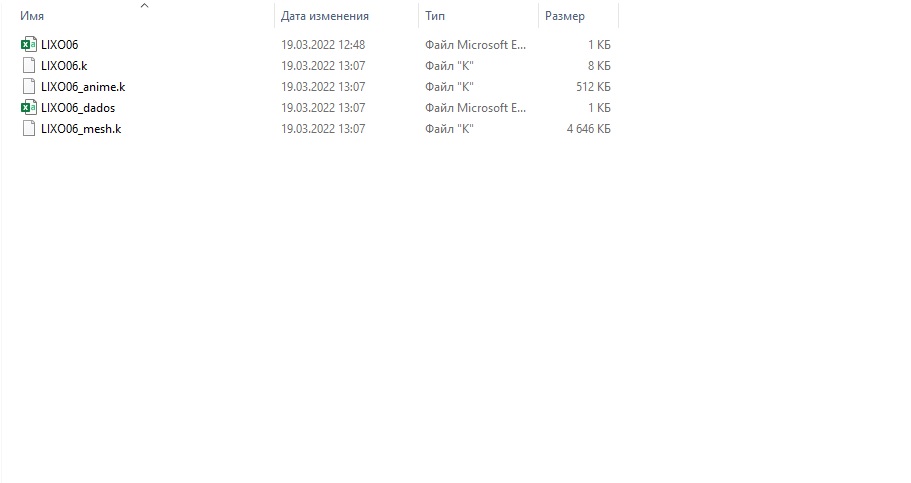 Имя Дата изменения Тип Размер
LIXO06 19.03.2022 12:48 Файл Microsoft E... 1 КБ
LIXO06.k 19.03.2022 13:07 Файл "K" 8 КБ
LIXO06_anime.k 19.03.2022 13:07 Файл "K" 512 КБ
LIXO06_dados 19.03.2022 13:07 Файл Microsoft E... 1 КБ
LIXO06_mesh.k 19.03.2022 13:07 Файл "K" 4 646 КБ